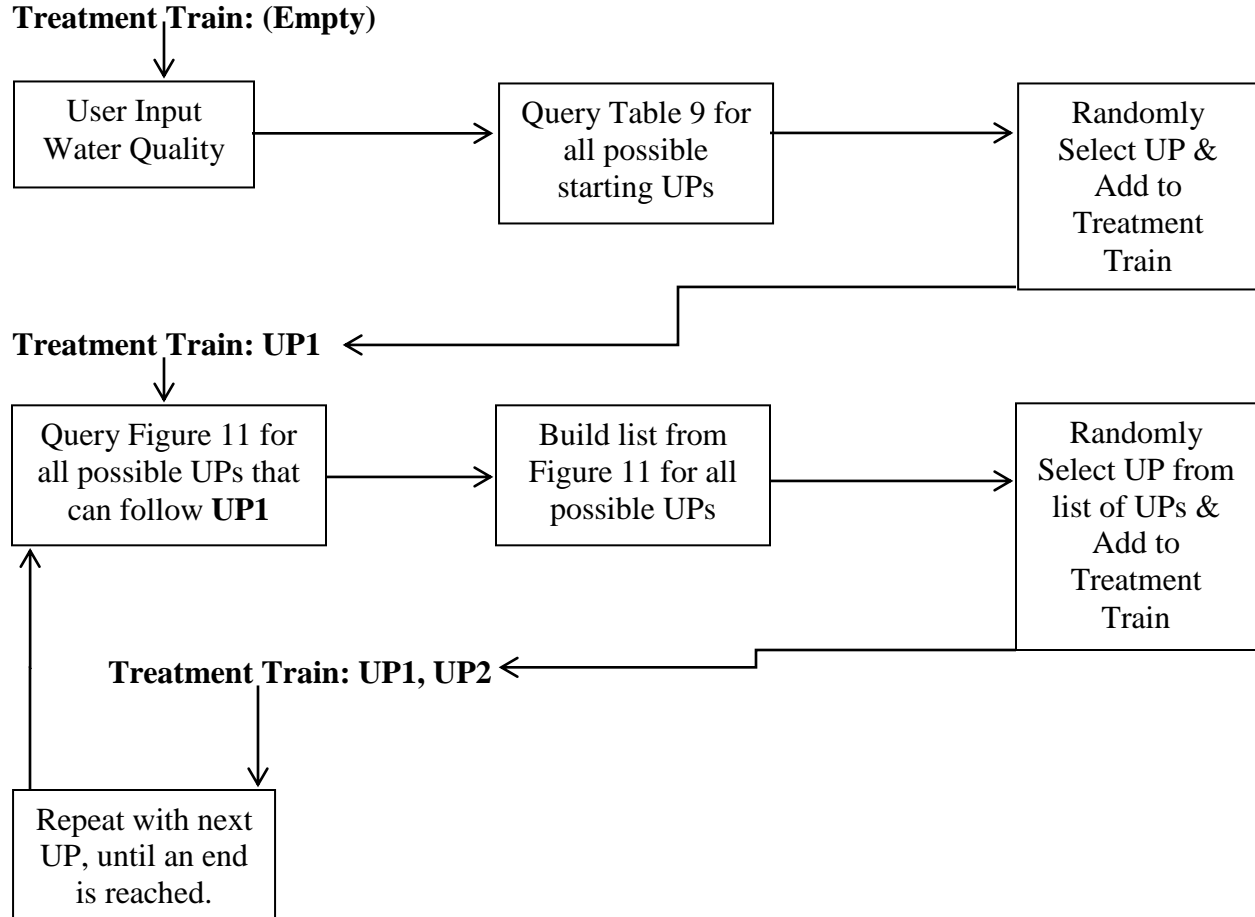 Treatment Train: (Empty)
User Input
Water Quality
Query Table 9 for
all possible
starting UPs
Randomly
Select UP &
Add to
Treatment
Train
Treatment Train: UP1
Query Figure 11 for
all possible UPs that
can follow UP1
Build list from
Figure 11 for all
possible UPs
Randomly
Select UP from
list of UPs &
Add to
Treatment
Train
Treatment Train: UP1, UP2
Repeat with next
UP, until an end
is reached.